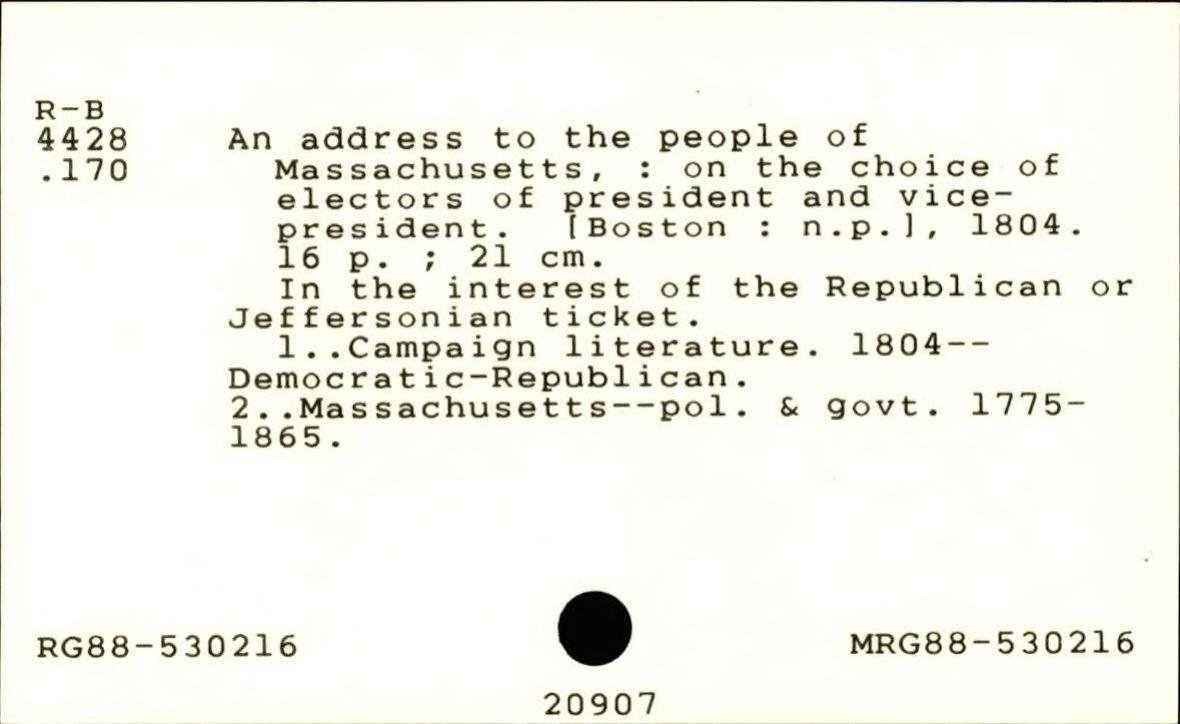 R-B
4428
.170
An address to the people of
Massachusetts, : on the choice of
electors of president and vice-
president. [Boston : n.p.], 1804.
16 p. ; 21 cm.
In the interest of the Republican or
Jeffersonian ticket.
1..Campaign literature. 1804--
Democratic-Republican.
2..Massachusetts--pol. & govt. 1775-
1865.
RG88-530216
MRG88-530216
20907